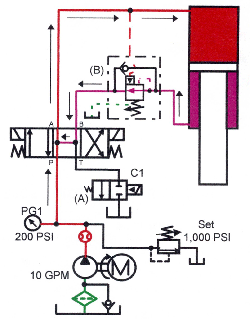 (B)
A B
P T
C1
(A)
PG1
200 PSI
Set
1,000 PSI
10 GPM
M